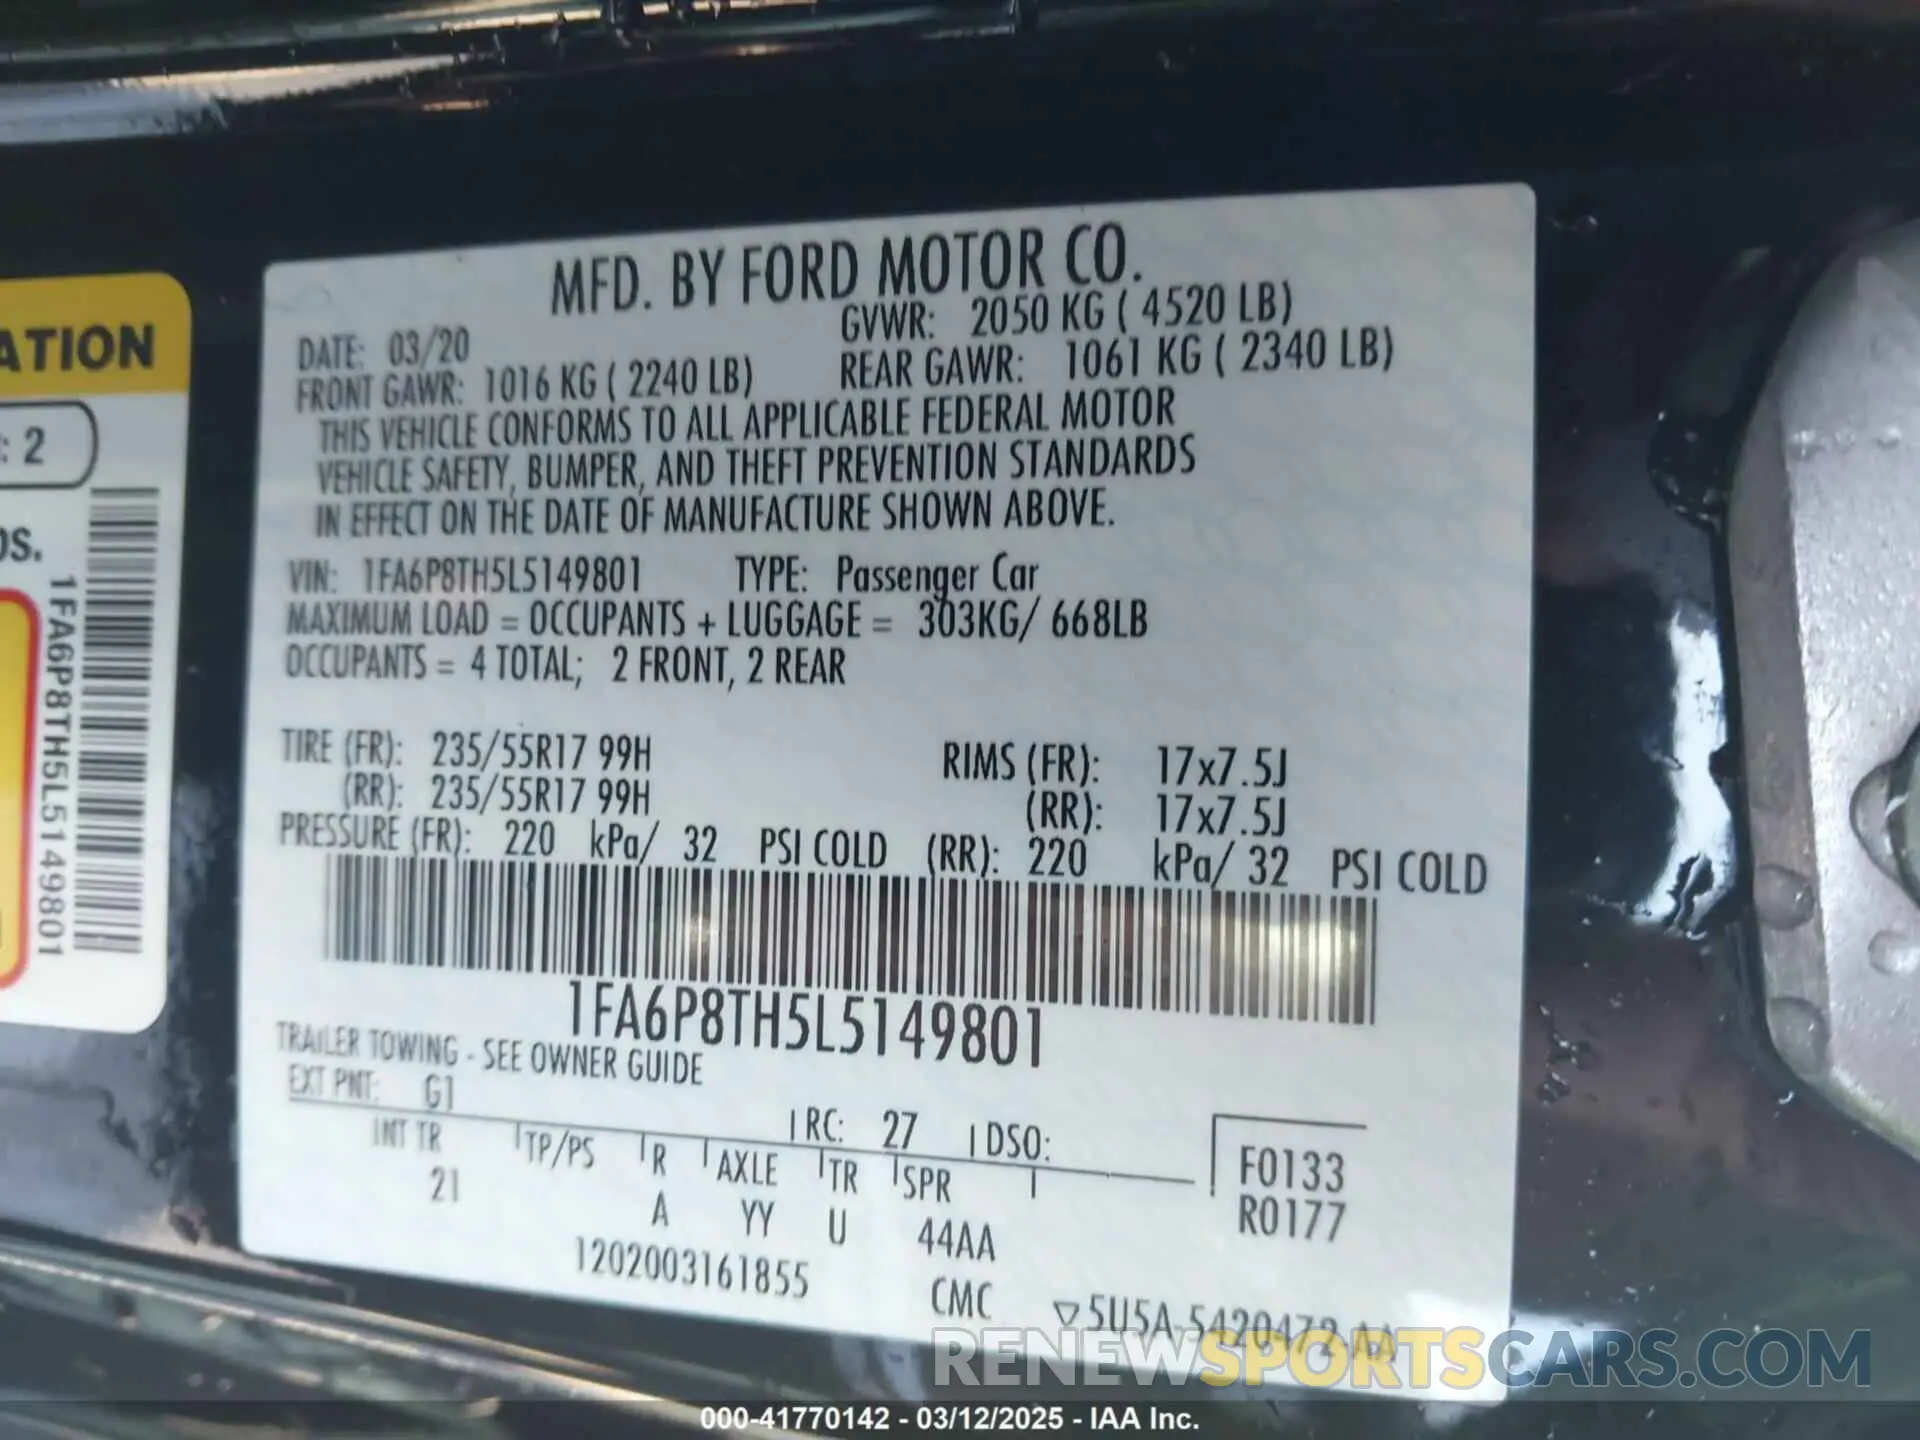 ATION
: 2
OS.
1FA6P8TH5L5149801
MFD. BY FORD MOTOR CO.
DATE: 03/20 GVWR: 2050 KG ( 4520 LB)
FRONT GAWR: 1016 KG ( 2240 LB) REAR GAWR: 1061 KG ( 2340 LB)
THIS VEHICLE CONFORMS TO ALL APPLICABLE FEDERAL MOTOR
VEHICLE SAFETY, BUMPER, AND THEFT PREVENTION STANDARDS
IN EFFECT ON THE DATE OF MANUFACTURE SHOWN ABOVE.
VIN: 1FA6P8TH5L5149801 TYPE: Passenger Car
MAXIMUM LOAD = OCCUPANTS + LUGGAGE = 303KG/ 668LB
OCCUPANTS = 4 TOTAL; 2 FRONT, 2 REAR
TIRE (FR): 235/55R17 99H RIMS (FR): 17x7.5J
(RR): 235/55R17 99H (RR): 17x7.5J
PRESSURE (FR): 220 kPa/ 32 PSI COLD (RR): 220 kPa/ 32 PSI COLD
1FA6P8TH5L5149801
TRAILER TOWING - SEE OWNER GUIDE
EXT PNT: G1 RC: 27 DSO:
INT TR TP/PS R AXLE TR SPR F0133
21 A YY U 44AA R0177
1202003161855 CMC ▽5U5A-5420472-AA
RENEWSPORTSCARS.COM
000-41770142 - 03/12/2025 - IAA Inc.